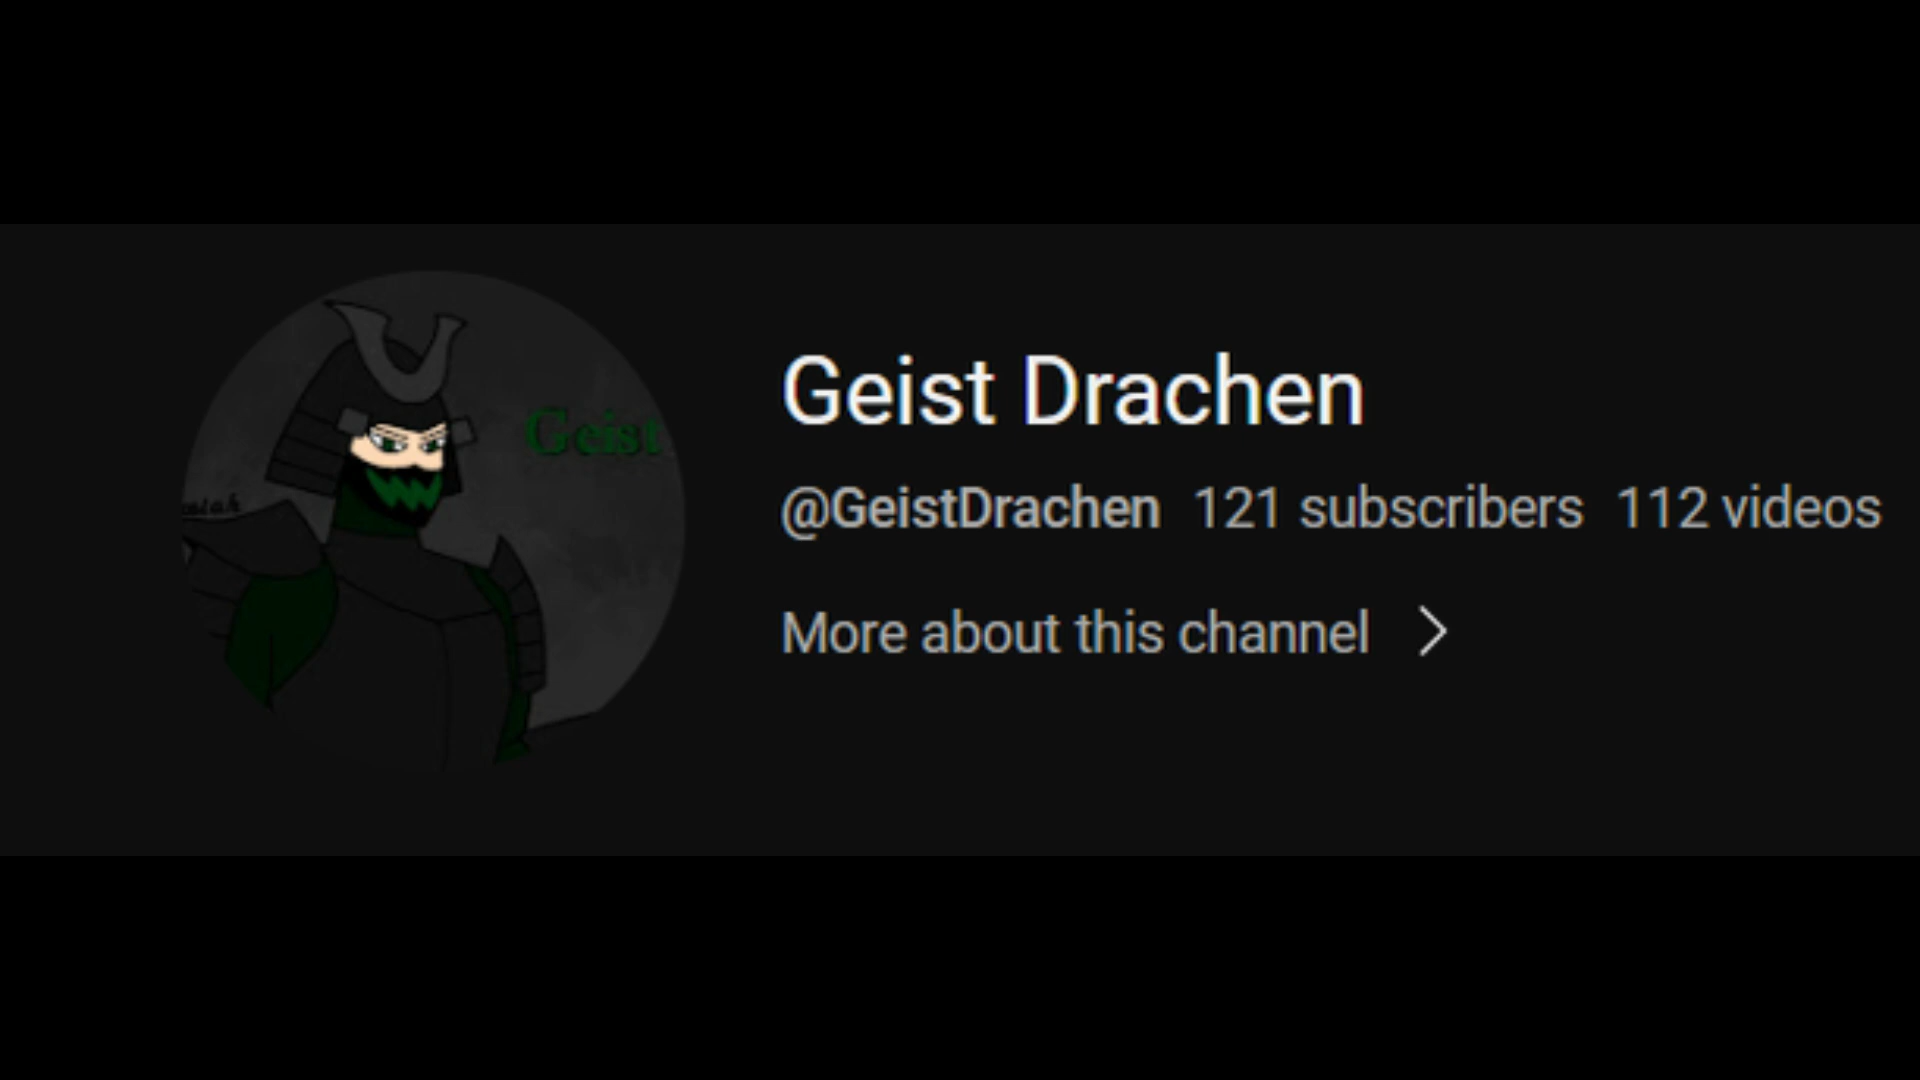 Geist Drachen
Geist
@GeistDrachen 121 subscribers 112 videos
More about this channel